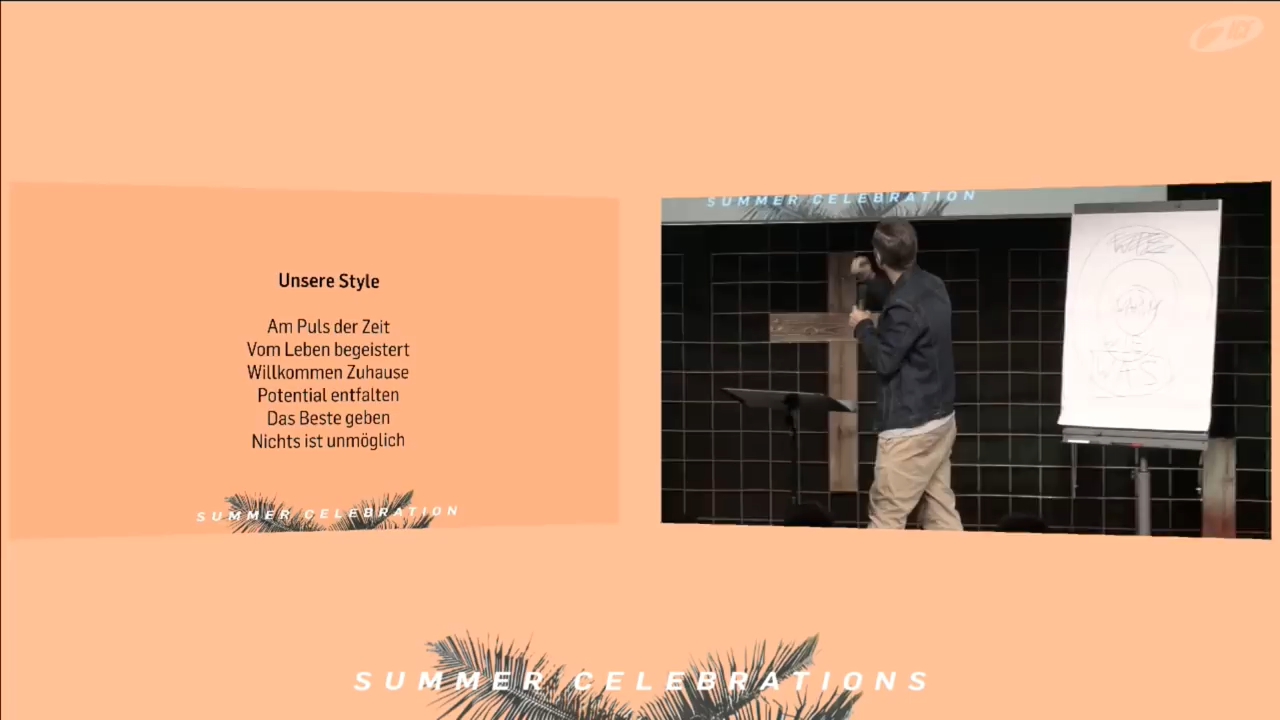 Unsere Style
Am Puls der Zeit
Vom Leben begeistert
Willkommen Zuhause
Potential entfalten
Das Beste geben
Nichts ist unmöglich
SUMMER CELEBRATION
SUMMER CELEBRATION
WHY
SUMMER CELEBRATIONS